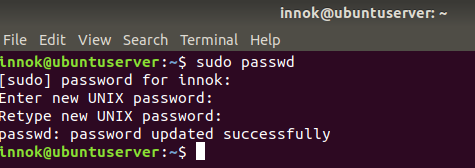 innok@ubuntuserver: ~
File Edit View Search Terminal Help
innok@ubuntuserver:~$ sudo passwd
[sudo] password for innok:
Enter new UNIX password:
Retype new UNIX password:
passwd: password updated successfully
innok@ubuntuserver:~$